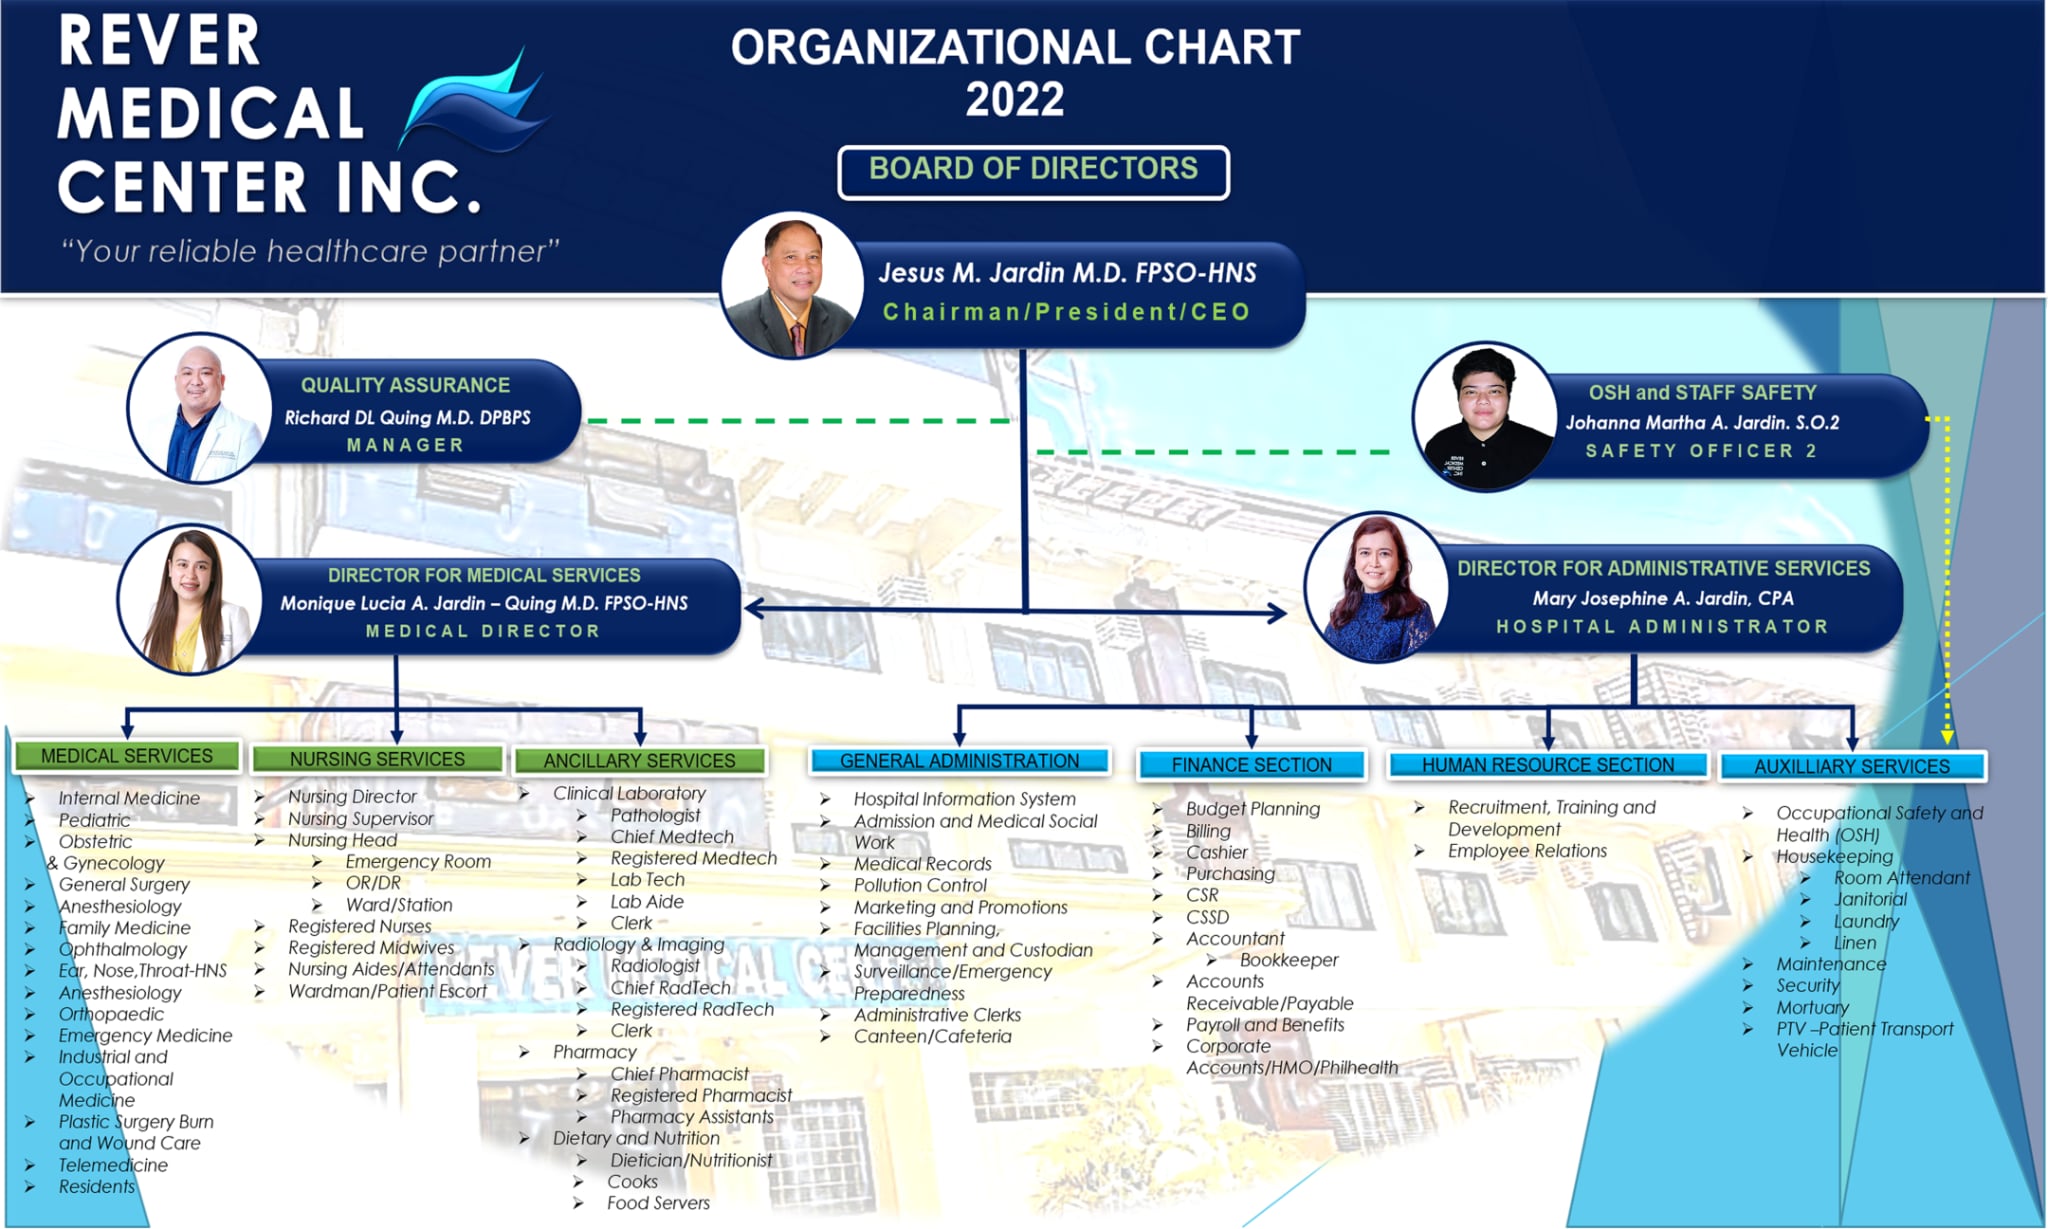 REVER
MEDICAL
CENTER INC.
“Your reliable healthcare partner”
ORGANIZATIONAL CHART
2022
BOARD OF DIRECTORS
Jesus M. Jardin M.D. FPSO-HNS
Chairman/President/CEO
QUALITY ASSURANCE
Richard DL Quing M.D. DPBPS
MANAGER
OSH and STAFF SAFETY
Johanna Martha A. Jardin. S.O.2
SAFETY OFFICER 2
DIRECTOR FOR MEDICAL SERVICES
Monique Lucia A. Jardin – Quing M.D. FPSO-HNS
MEDICAL DIRECTOR
DIRECTOR FOR ADMINISTRATIVE SERVICES
Mary Josephine A. Jardin, CPA
HOSPITAL ADMINISTRATOR
MEDICAL SERVICES
Internal Medicine
Pediatric
Obstetric
& Gynecology
General Surgery
Anesthesiology
Family Medicine
Ophthalmology
Ear, Nose,Throat-HNS
Anesthesiology
Orthopaedic
Emergency Medicine
Industrial and
Occupational
Medicine
Plastic Surgery Burn
and Wound Care
Telemedicine
Residents
NURSING SERVICES
Nursing Director
Nursing Supervisor
Nursing Head
Emergency Room
OR/DR
Ward/Station
Registered Nurses
Registered Midwives
Nursing Aides/Attendants
Wardman/Patient Escort
ANCILLARY SERVICES
Clinical Laboratory
Pathologist
Chief Medtech
Registered Medtech
Lab Tech
Lab Aide
Clerk
Radiology & Imaging
Radiologist
Chief RadTech
Registered RadTech
Clerk
Pharmacy
Chief Pharmacist
Registered Pharmacist
Pharmacy Assistants
Dietary and Nutrition
Dietician/Nutritionist
Cooks
Food Servers
GENERAL ADMINISTRATION
Hospital Information System
Admission and Medical Social
Work
Medical Records
Pollution Control
Marketing and Promotions
Facilities Planning,
Management and Custodian
Surveillance/Emergency
Preparedness
Administrative Clerks
Canteen/Cafeteria
FINANCE SECTION
Budget Planning
Billing
Cashier
Purchasing
CSR
CSSD
Accountant
Bookkeeper
Accounts
Receivable/Payable
Payroll and Benefits
Corporate
Accounts/HMO/Philhealth
HUMAN RESOURCE SECTION
Recruitment, Training and
Development
Employee Relations
AUXILLIARY SERVICES
Occupational Safety and
Health (OSH)
Housekeeping
Room Attendant
Janitorial
Laundry
Linen
Maintenance
Security
Mortuary
PTV –Patient Transport
Vehicle
REVER MEDICAL CENTER